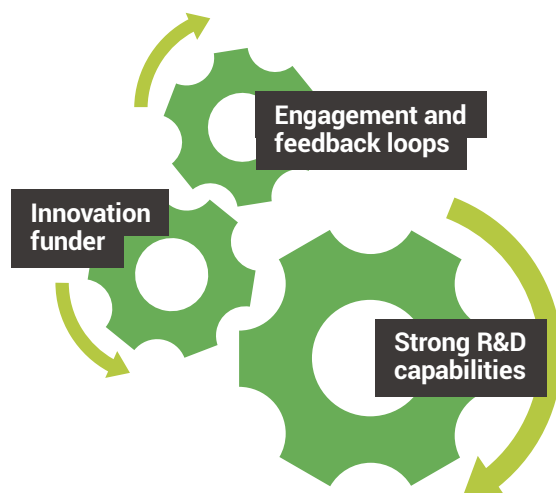 Engagement and
feedback loops
Innovation
funder
Strong R&D
capabilities